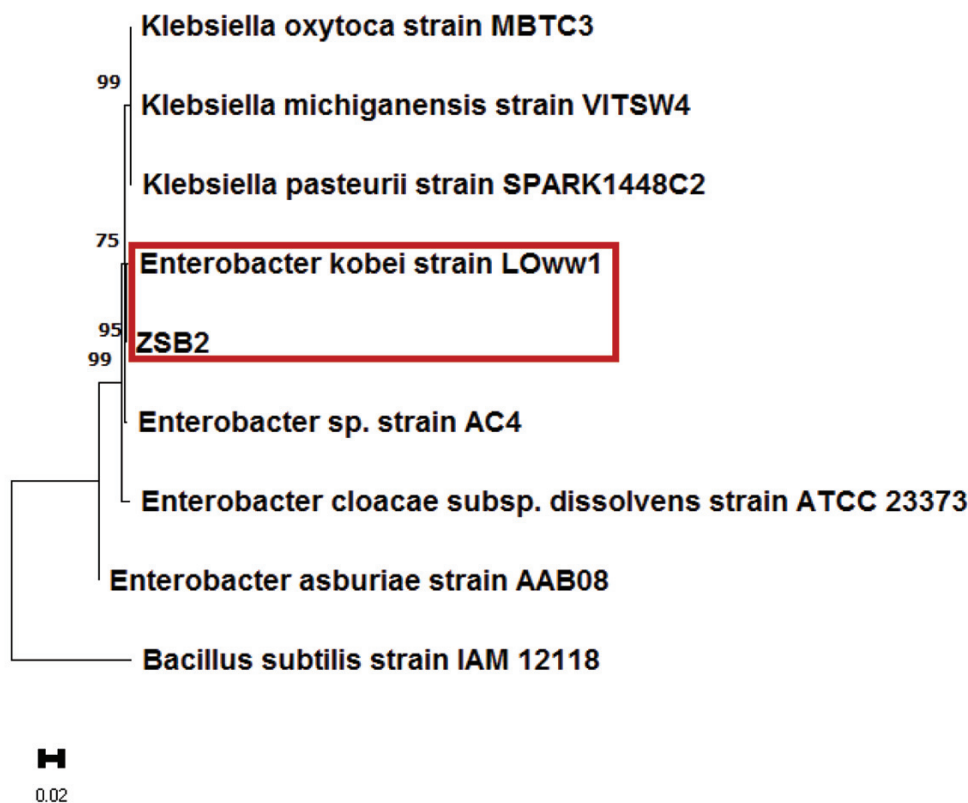 Klebsiella oxytoca strain MBTC3
99
Klebsiella michiganensis strain VITSW4
Klebsiella pasteurii strain SPARK1448C2
75
Enterobacter kobei strain LOww1
95
ZSB2
99
Enterobacter sp. strain AC4
Enterobacter cloacae subsp. dissolvens strain ATCC 23373
Enterobacter asburiae strain AAB08
Bacillus subtilis strain IAM 12118
0.02